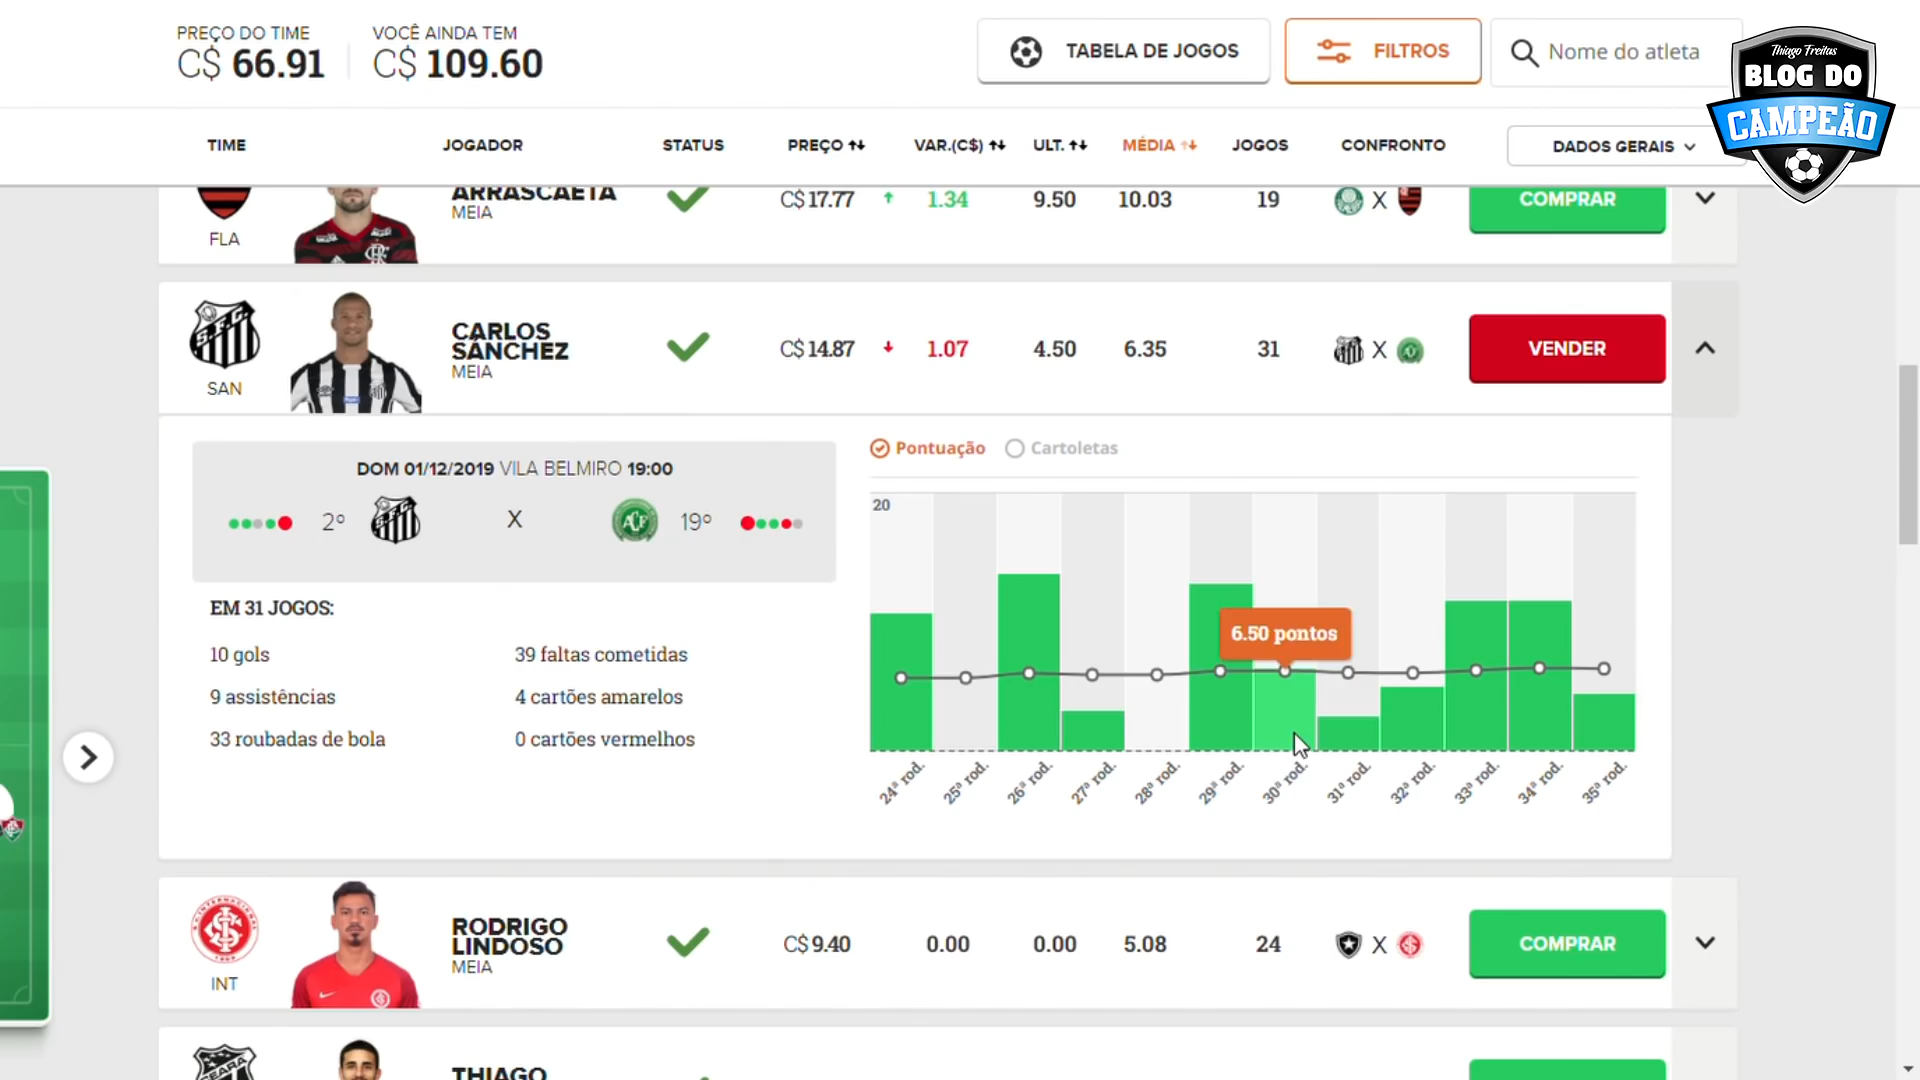 PREÇO DO TIME
C$ 66.91
VOCÊ AINDA TEM
C$ 109.60
TABELA DE JOGOS
FILTROS
Nome do atleta
Thiago Freitas
BLOG DO
CAMPEÃO
TIME
JOGADOR
STATUS
PREÇO
VAR.(C$)
ULT.
MÉDIA
JOGOS
CONFRONTO
DADOS GERAIS
FLA
ARRASCAETA
MEIA
C$ 17.77
1.34
9.50
10.03
19
X
COMPRAR
SAN
CARLOS
SÁNCHEZ
MEIA
C$ 14.87
1.07
4.50
6.35
31
X
VENDER
DOM 01/12/2019 VILA BELMIRO 19:00
2º
X
19º
EM 31 JOGOS:
10 gols
39 faltas cometidas
9 assistências
4 cartões amarelos
33 roubadas de bola
0 cartões vermelhos
Pontuação
Cartoletas
20
6.50 pontos
24ª rod.
25ª rod.
26ª rod.
27ª rod.
28ª rod.
29ª rod.
30ª rod.
31ª rod.
32ª rod.
33ª rod.
34ª rod.
35ª rod.
INT
RODRIGO
LINDOSO
MEIA
C$ 9.40
0.00
0.00
5.08
24
X
COMPRAR
CEARÁ
THIAGO